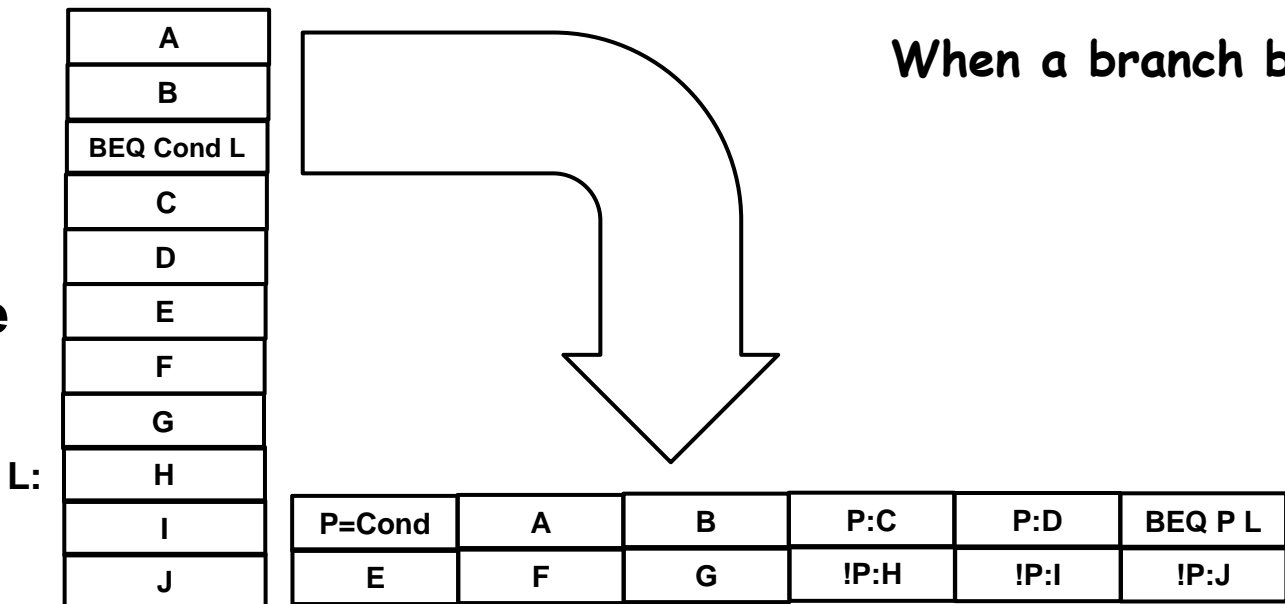 When a branch b
A
B
BEQ Cond L
C
D
E
e
F
G
L: H
I
J
P=Cond A B P:C P:D BEQ P L
E F G !P:H !P:I !P:J